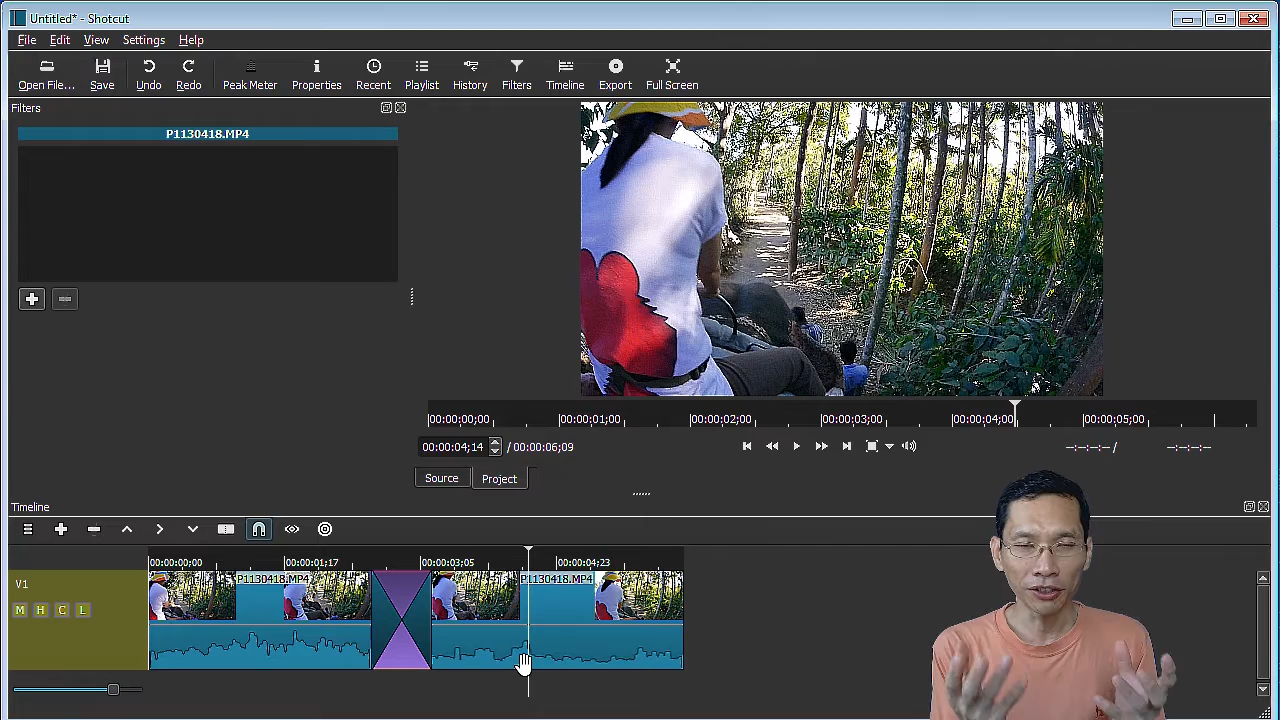 Untitled* - Shotcut
File Edit View Settings Help
Open File... Save Undo Redo Peak Meter Properties Recent Playlist History Filters Timeline Export Full Screen
Filters
P1130418.MP4
00:00:00;00 00:00:01;00 00:00:02;00 00:00:03;00 00:00:04;00 00:00:05;00
00:00:04;14 / 00:00:06;09 --:--:--;-- / --:--:--;--
Source Project
Timeline
00:00:00;00 00:00:01;17 00:00:03;05 00:00:04;23
V1 P1130418.MP4 P1130418.MP4
M H C L